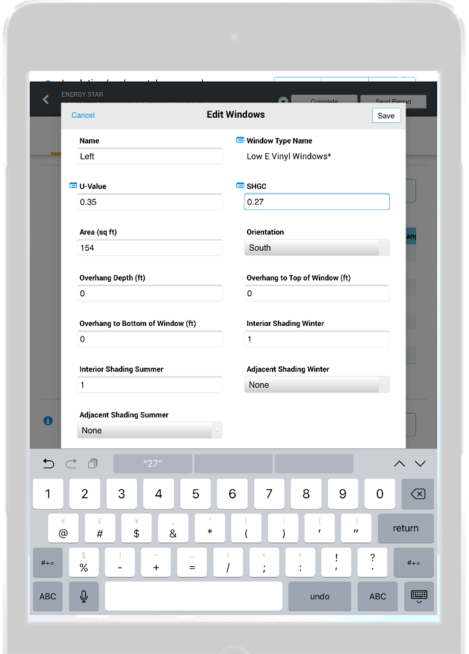 ENERGY STAR
Complete Send Report
Cancel Edit Windows Save
Name Window Type Name
Left Low E Vinyl Windows*
U-Value SHGC
0.35 0.27
Area (sq ft) Orientation
154 South
Overhang Depth (ft) Overhang to Top of Window (ft)
0 0
Overhang to Bottom of Window (ft) Interior Shading Winter
0 1
Interior Shading Summer Adjacent Shading Winter
1 None
Adjacent Shading Summer
None
"27"
1 2 3 4 5 6 7 8 9 0
@ # $ & * ( ) ' " return
#+= % - + = / ; : ! , ? . #+=
ABC undo ABC